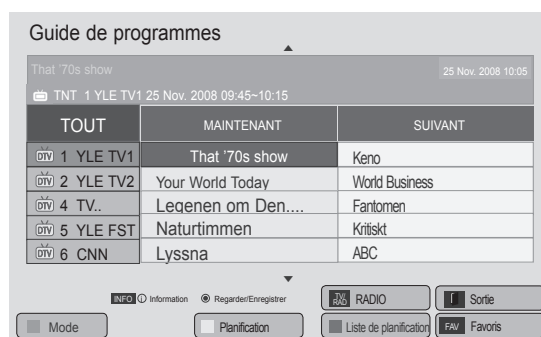 Guide de programmes
That '70s show 25 Nov. 2008 10:05
TNT 1 YLE TV1 25 Nov. 2008 09:45~10:15
TOUT MAINTENANT SUIVANT
DTV 1 YLE TV1 That '70s show Keno
DTV 2 YLE TV2 Your World Today World Business
DTV 4 TV.. Legenen om Den.... Fantomen
DTV 5 YLE FST Naturtimmen Kritiskt
DTV 6 CNN Lyssna ABC
INFO i Information Regarder/Enregistrer TV/RAD RADIO Sortie
Mode Planification Liste de planification FAV Favoris